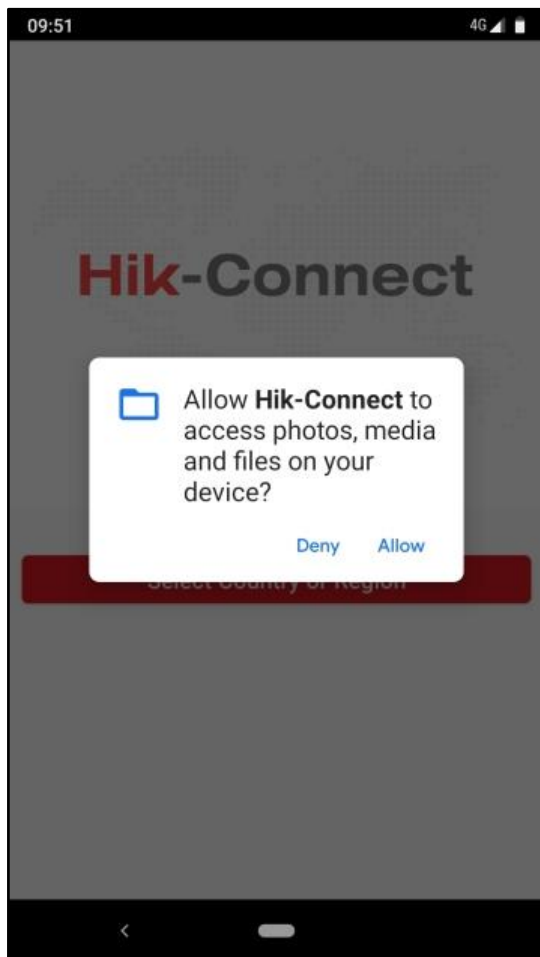 09:51 4G
Hik-Connect
Allow Hik-Connect to
access photos, media
and files on your
device?
Deny Allow
Select Country or Region